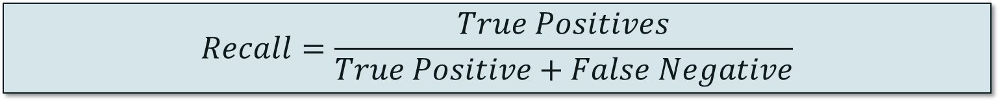 True Positives
Recall =
True Positive + False Negative